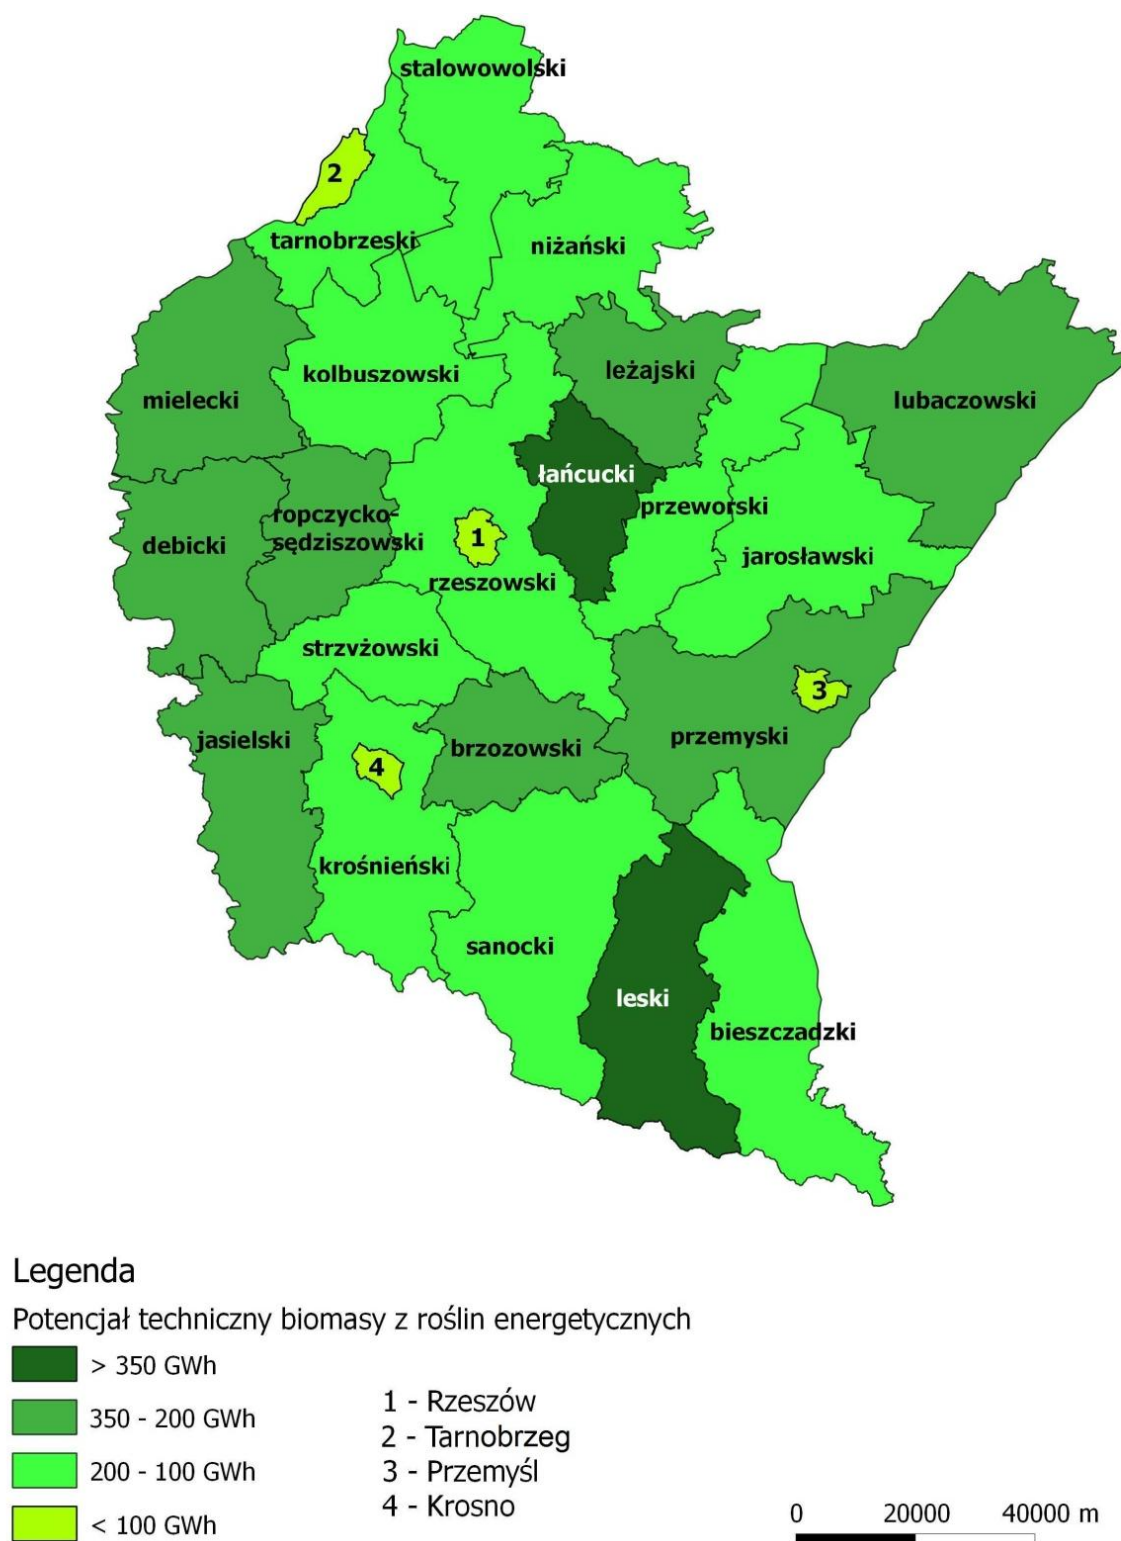 stalowowolski
2
tarnobrzeski
niżański
kolbuszowski
leżajski
mielecki
lubaczowski
łańcucki
przeworski
ropczycko-
sędziszowski
debicki
1
jarosławski
rzeszowski
strzyżowski
3
jasielski
brzozowski
przemyski
4
krośnieński
sanocki
leski
bieszczadzki
Legenda
Potencjał techniczny biomasy z roślin energetycznych
> 350 GWh
350 - 200 GWh
200 - 100 GWh
< 100 GWh
1 - Rzeszów
2 - Tarnobrzeg
3 - Przemyśl
4 - Krosno
0 20000 40000 m